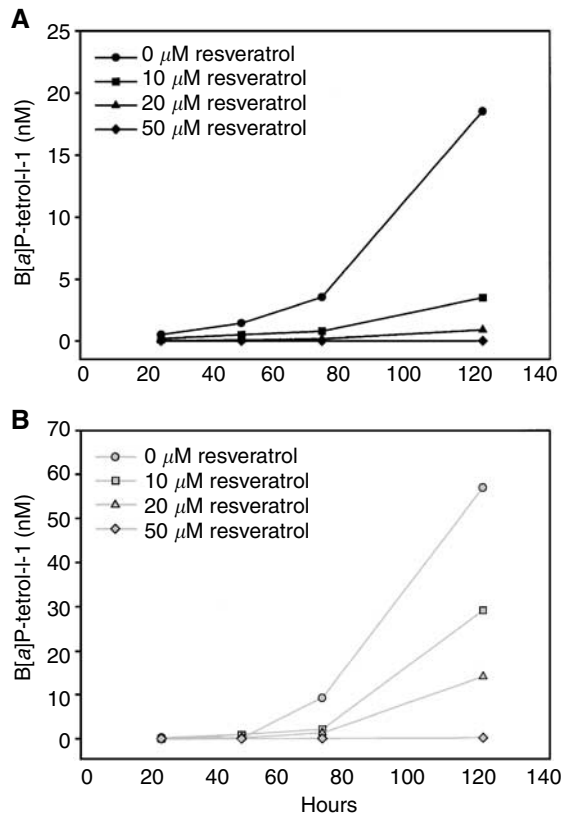 A
25
20
15
10
5
0
B[a]P-tetrol-I-1 (nM)
0 μM resveratrol
10 μM resveratrol
20 μM resveratrol
50 μM resveratrol
0 20 40 60 80 100 120 140
B
70
60
50
40
30
20
10
0
B[a]P-tetrol-I-1 (nM)
0 μM resveratrol
10 μM resveratrol
20 μM resveratrol
50 μM resveratrol
0 20 40 60 80 100 120 140
Hours